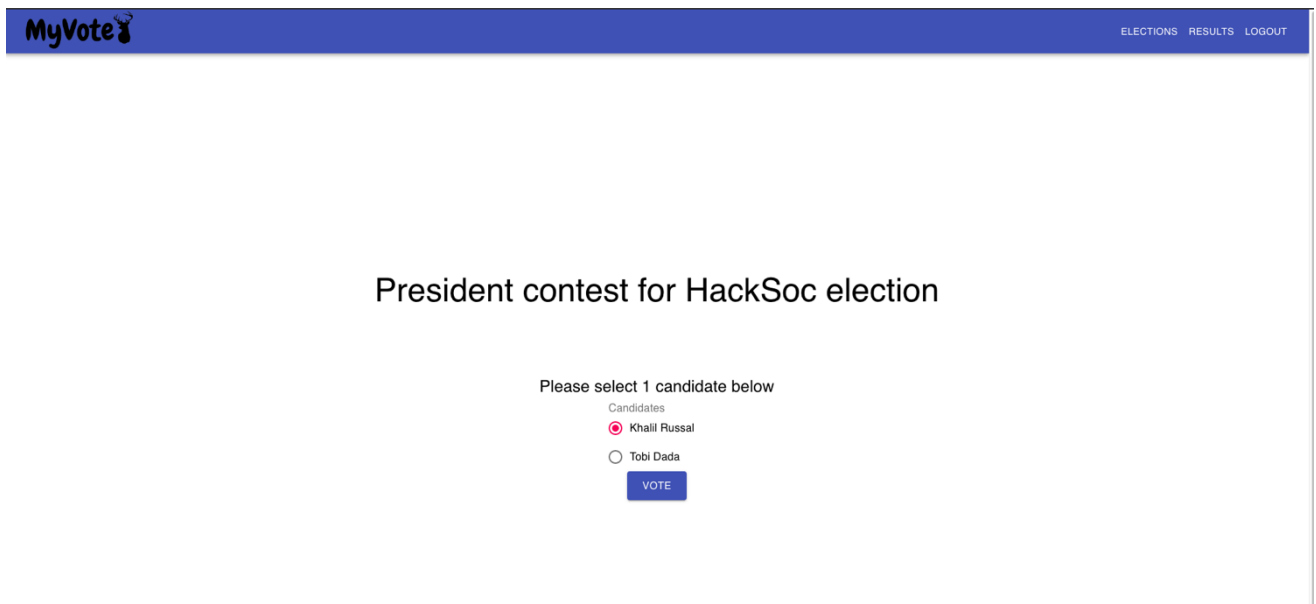 MyVote
ELECTIONS RESULTS LOGOUT
President contest for HackSoc election
Please select 1 candidate below
Candidates
Khalil Russal
Tobi Dada
VOTE